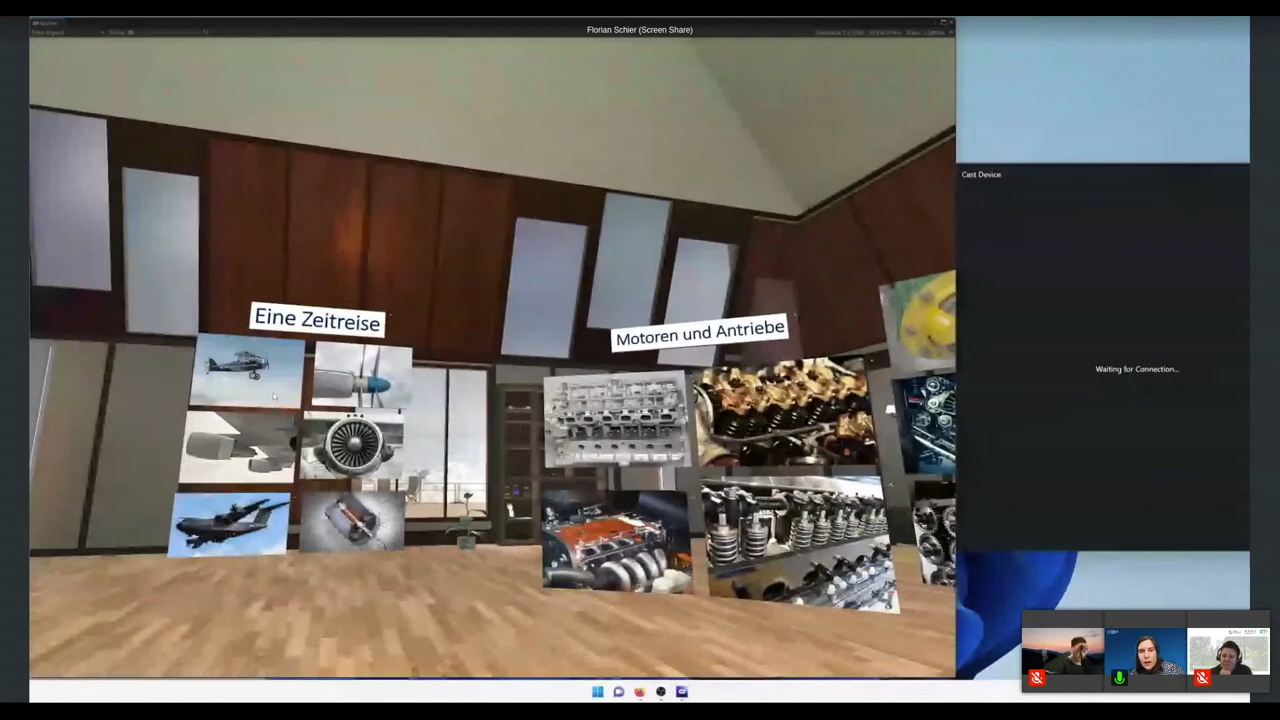 Florian Schier (Screen Share)
Cast Device
Eine Zeitreise
Motoren und Antriebe
Waiting for Connection...